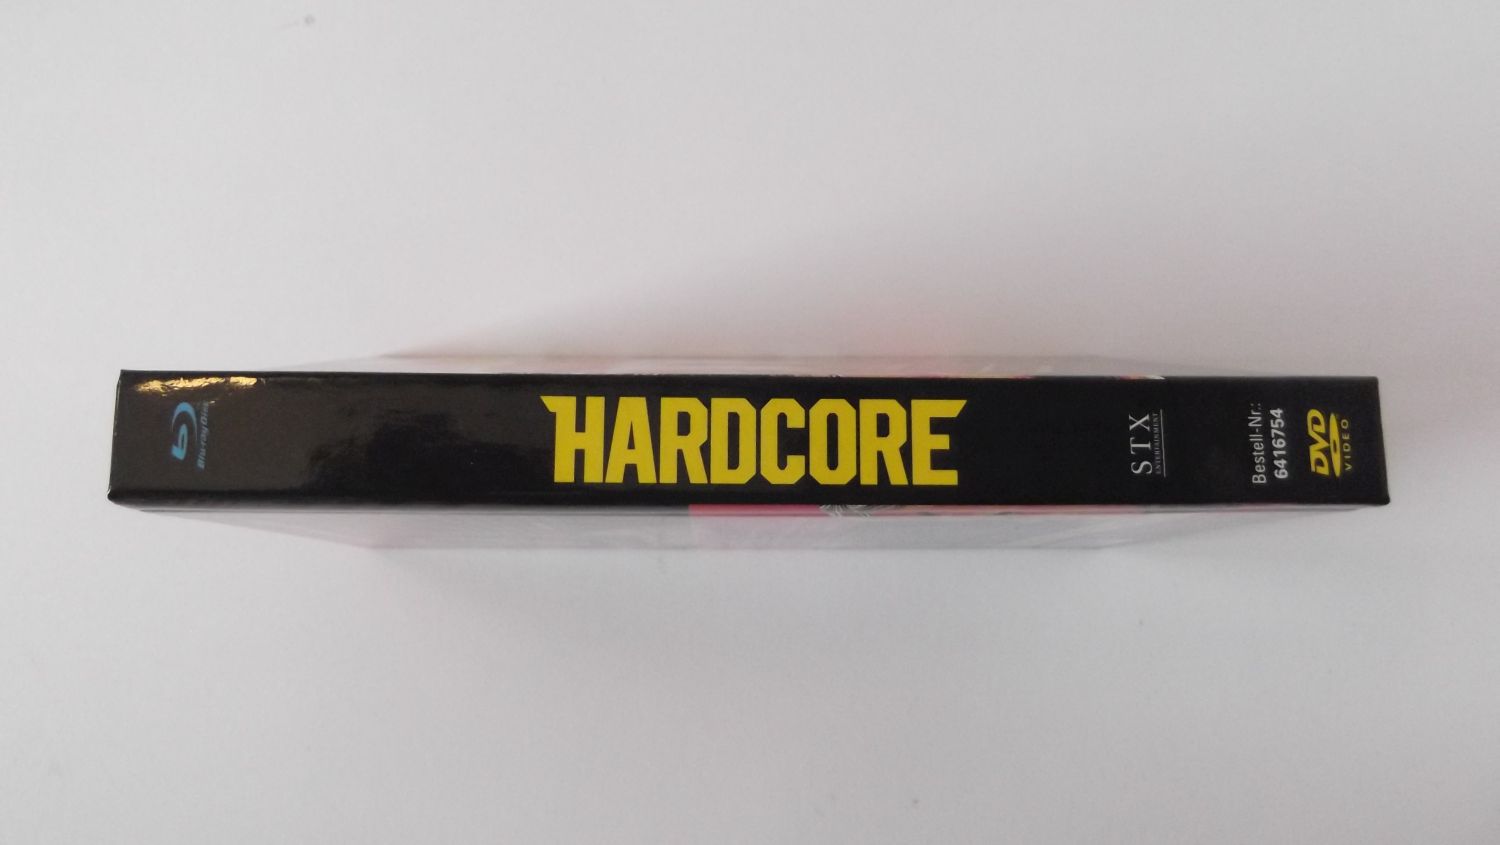 Blu-ray Disc
HARDCORE
STX
ENTERTAINMENT
Bestell-Nr.:
6416754
DVD
VIDEO